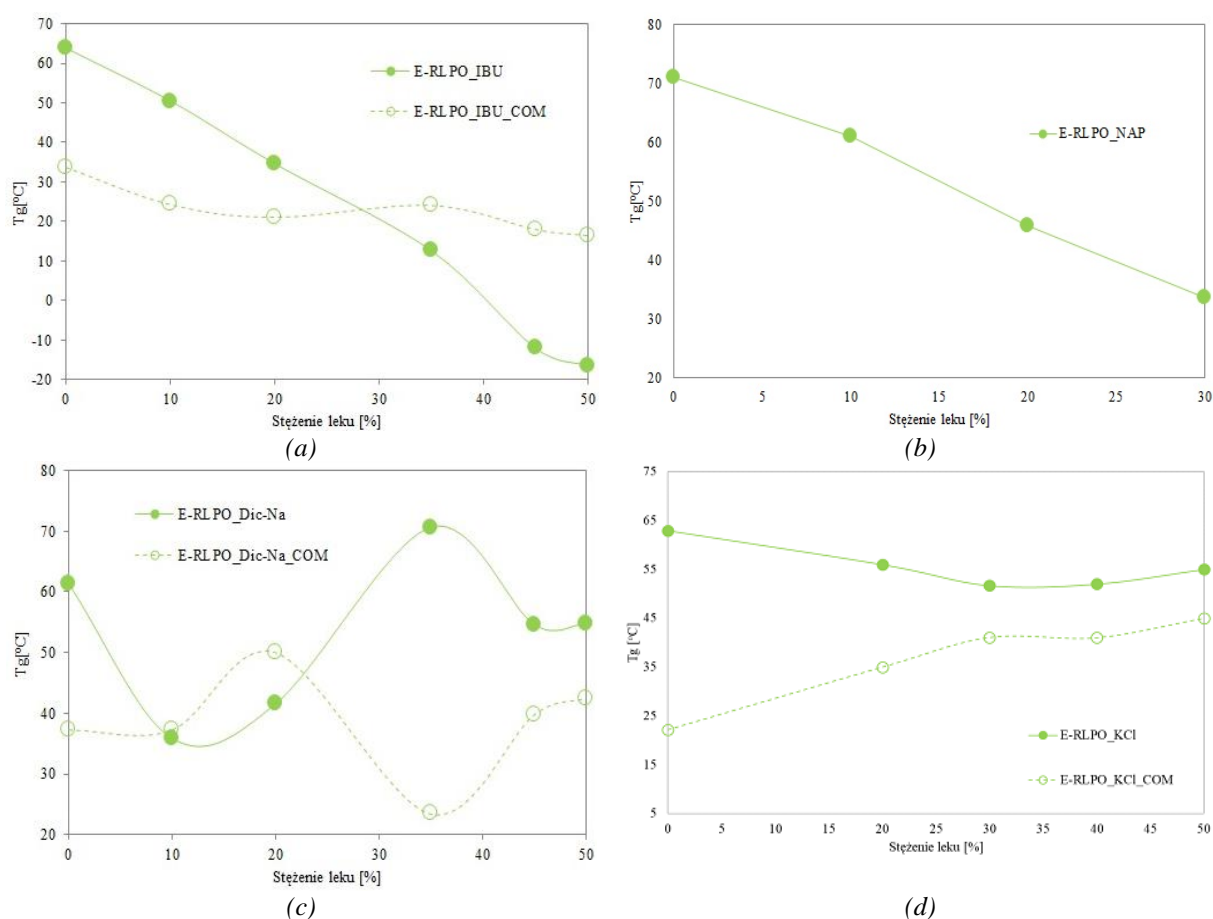 70
60
50
40
30
20
10
0
-10
-20
Tg[ºC]
E-RLPO_IBU
E-RLPO_IBU_COM
0 10 20 30 40 50
Stężenie leku [%]
(a)
80
70
60
50
40
30
20
Tg[ºC]
E-RLPO_NAP
0 5 10 15 20 25 30
Stężenie leku [%]
(b)
80
70
60
50
40
30
20
Tg[ºC]
E-RLPO_Dic-Na
E-RLPO_Dic-Na_COM
0 10 20 30 40 50
Stężenie leku [%]
(c)
75
65
55
45
35
25
15
5
Tg [ºC]
E-RLPO_KCl
E-RLPO_KCl_COM
0 5 10 15 20 25 30 35 40 45 50
Stężenie leku [%]
(d)